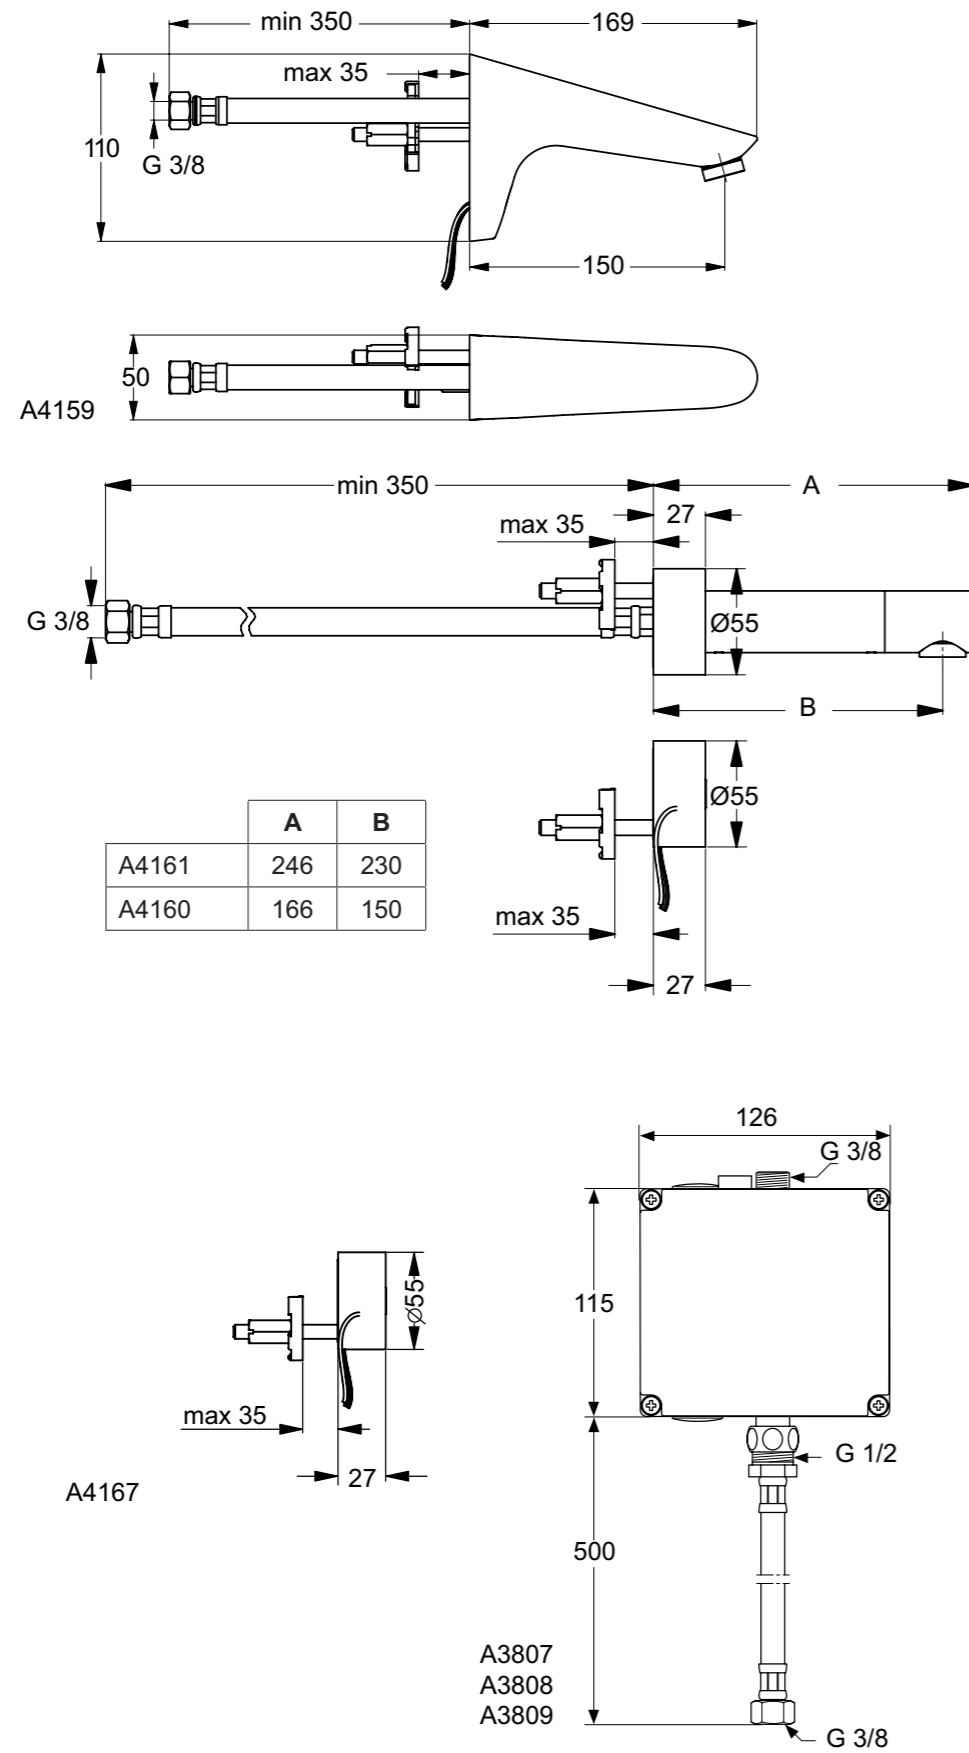 min 350
169
max 35
110
G 3/8
150
50
A4159
min 350
A
27
max 35
G 3/8
Ø55
B
Ø55
A B
A4161 246 230
A4160 166 150
max 35
27
126
G 3/8
Ø55
115
max 35
27
A4167
G 1/2
500
A3807
A3808
A3809
G 3/8